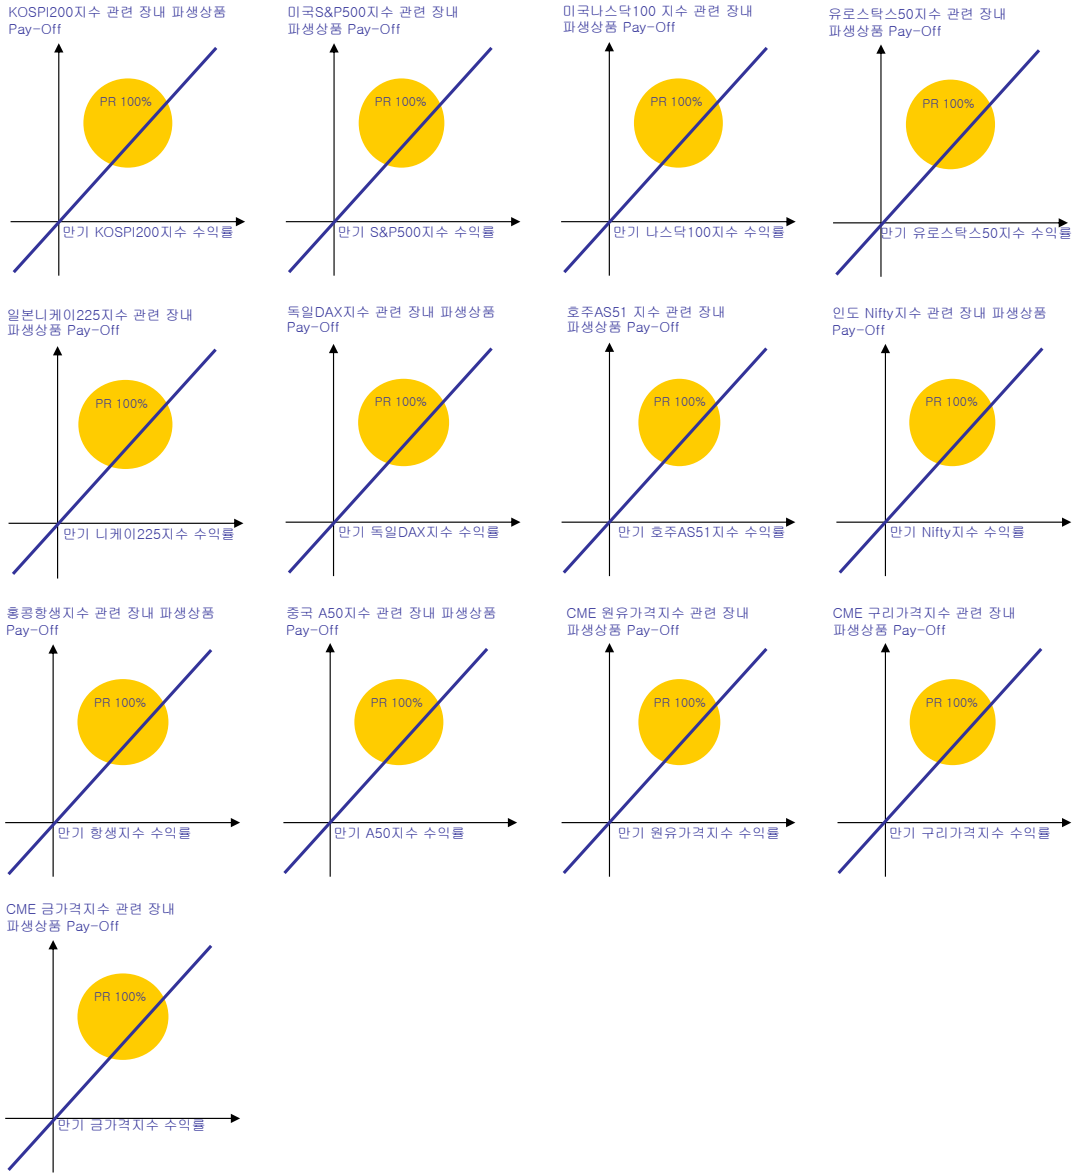 KOSPI200지수 관련 장내 파생상품
Pay-Off
PR 100%
만기 KOSPI200지수 수익률
미국S&P500지수 관련 장내
파생상품 Pay-Off
PR 100%
만기 S&P500지수 수익률
미국나스닥100 지수 관련 장내
파생상품 Pay-Off
PR 100%
만기 나스닥100지수 수익률
유로스탁스50지수 관련 장내
파생상품 Pay-Off
PR 100%
만기 유로스탁스50지수 수익률
일본니케이225지수 관련 장내
파생상품 Pay-Off
PR 100%
만기 니케이225지수 수익률
독일DAX지수 관련 장내 파생상품
Pay-Off
PR 100%
만기 독일DAX지수 수익률
호주AS51 지수 관련 장내
파생상품 Pay-Off
PR 100%
만기 호주AS51지수 수익률
인도 Nifty지수 관련 장내 파생상품
Pay-Off
PR 100%
만기 Nifty지수 수익률
홍콩항생지수 관련 장내 파생상품
Pay-Off
PR 100%
만기 항생지수 수익률
중국 A50지수 관련 장내 파생상품
Pay-Off
PR 100%
만기 A50지수 수익률
CME 원유가격지수 관련 장내
파생상품 Pay-Off
PR 100%
만기 원유가격지수 수익률
CME 구리가격지수 관련 장내
파생상품 Pay-Off
PR 100%
만기 구리가격지수 수익률
CME 금가격지수 관련 장내
파생상품 Pay-Off
PR 100%
만기 금가격지수 수익률